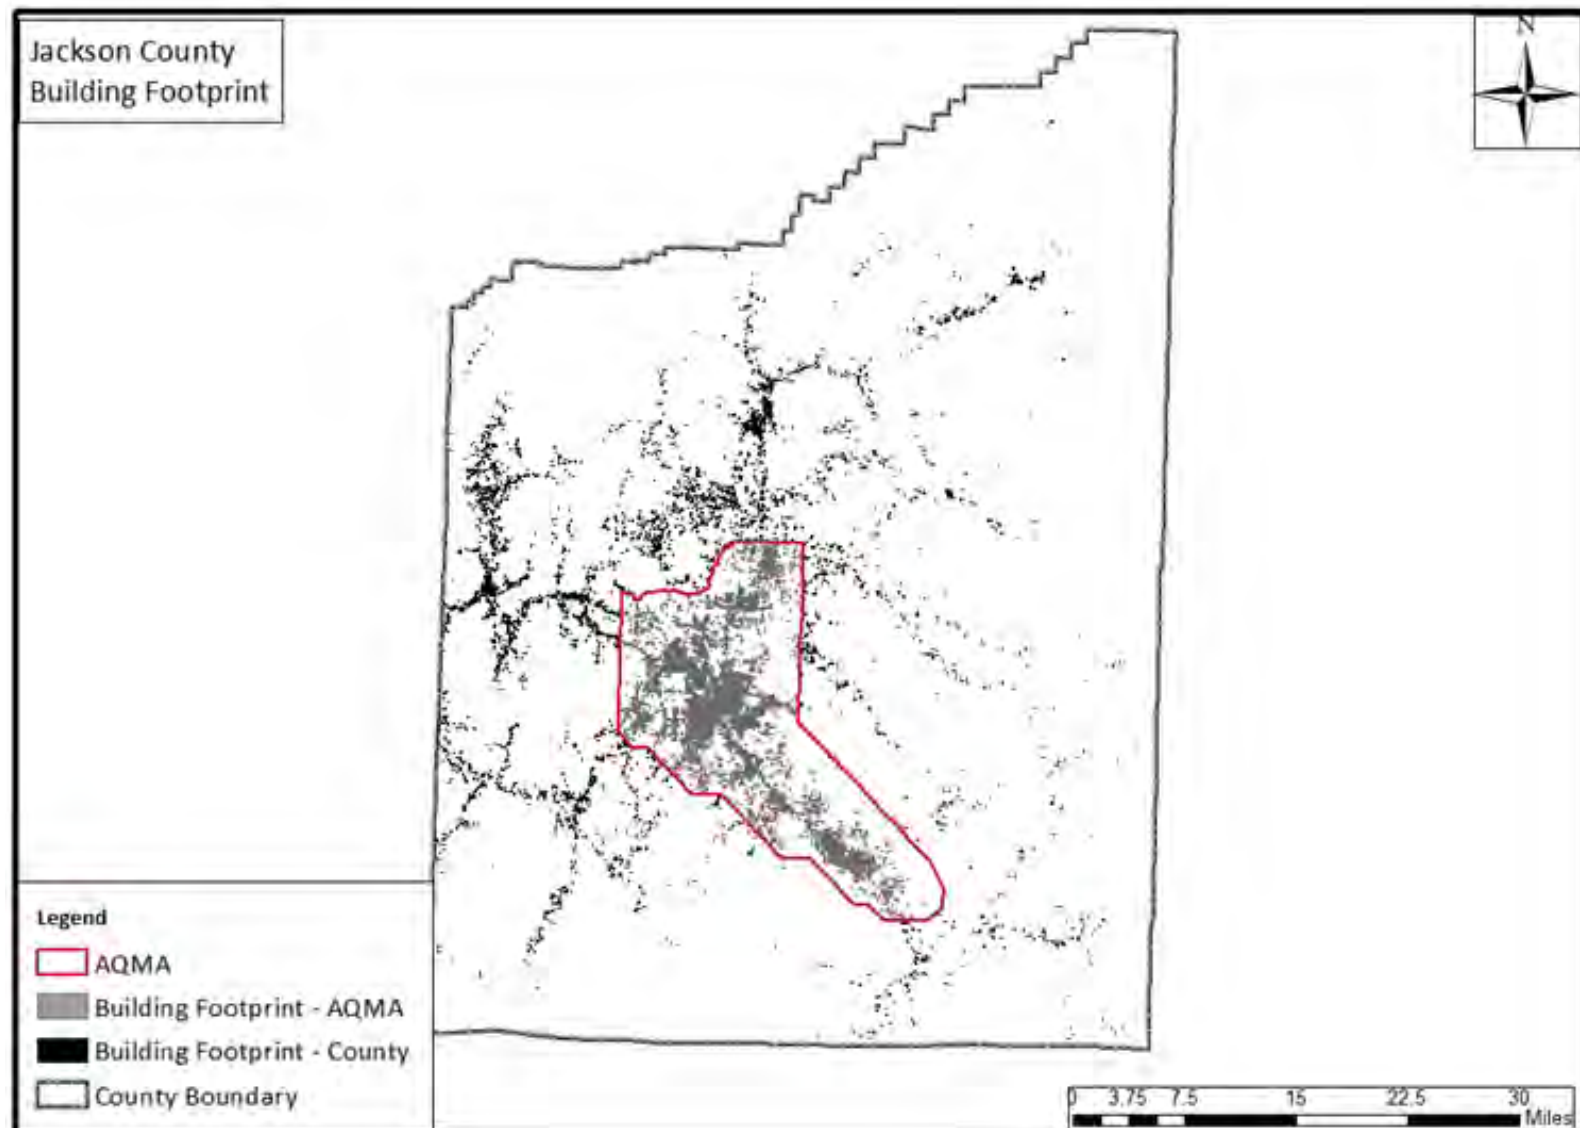 Jackson County
Building Footprint
N
Legend
AQMA
Building Footprint - AQMA
Building Footprint - County
County Boundary
0 3.75 7.5 15 22.5 30
Miles